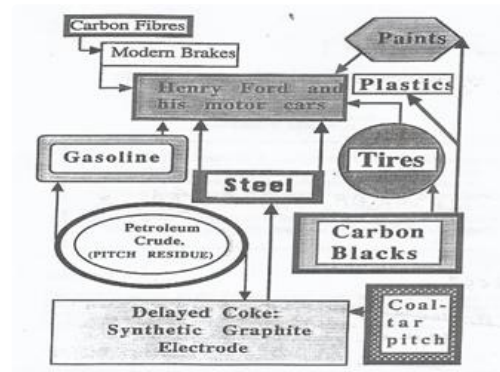 Carbon Fibres
Paints
Modern Brakes
Henry Ford and
his motor cars
Plastics
Gasoline
Tires
Steel
Petroleum
Crude.
(PITCH RESIDUE)
Carbon
Blacks
Delayed Coke:
Synthetic Graphite
Electrode
Coal-
tar
pitch